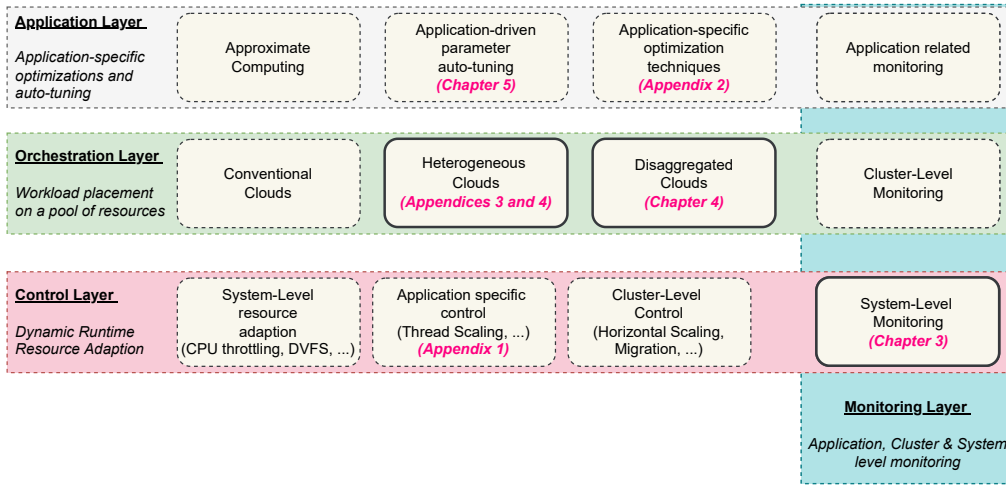 Application Layer
Application-specific
optimizations and
auto-tuning
Approximate
Computing
Application-driven
parameter
auto-tuning
(Chapter 5)
Application-specific
optimization
techniques
(Appendix 2)
Application related
monitoring
Orchestration Layer
Workload placement
on a pool of resources
Conventional
Clouds
Heterogeneous
Clouds
(Appendices 3 and 4)
Disaggregated
Clouds
(Chapter 4)
Cluster-Level
Monitoring
Control Layer
Dynamic Runtime
Resource Adaption
System-Level
resource
adaption
(CPU throttling, DVFS, ...)
Application specific
control
(Thread Scaling, ...)
(Appendix 1)
Cluster-Level
Control
(Horizontal Scaling,
Migration, ...)
System-Level
Monitoring
(Chapter 3)
Monitoring Layer
Application, Cluster & System
level monitoring